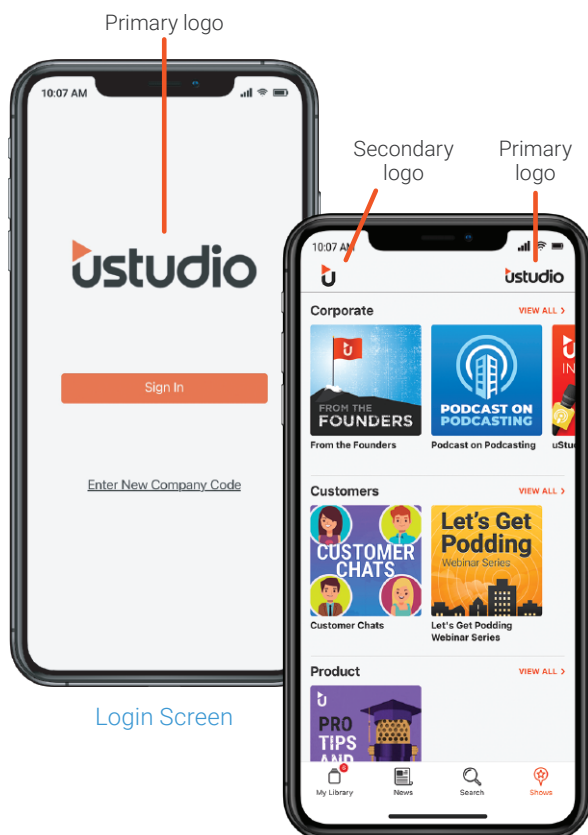 Primary logo
10:07 AM
ustudio
Sign In
Enter New Company Code
Login Screen
Secondary
logo
Primary
logo
10:07 AM
u
ustudio
Corporate
VIEW ALL >
u
FROM THE
FOUNDERS
From the Founders
PODCAST ON
PODCASTING
Podcast on Podcasting
u
IN
uStu
Customers
VIEW ALL >
CUSTOMER
CHATS
Customer Chats
Let's Get
Podding
Webinar Series
Let's Get Podding
Webinar Series
Product
VIEW ALL >
u
PRO
TIPS
AND
My Library
News
Search
Shows